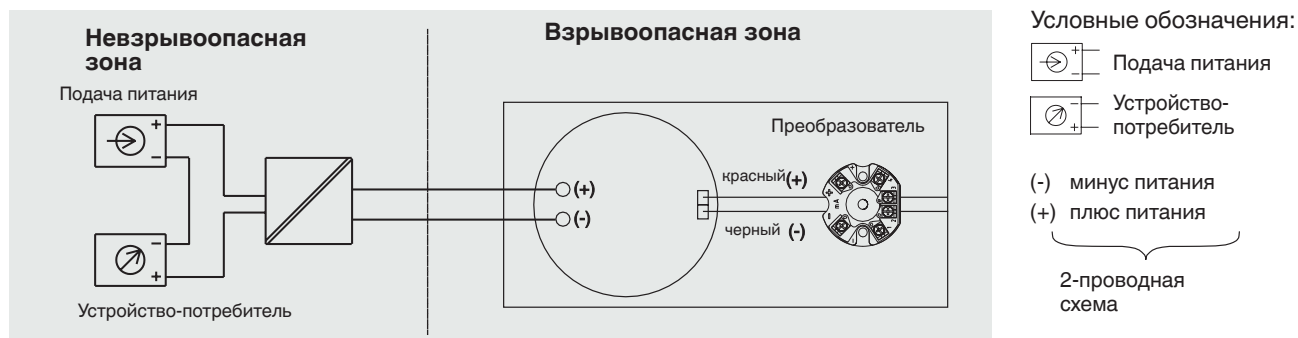 Невзрывоопасная
зона
Взрывоопасная зона
Подача питания
+
−
−
+
Устройство-потребитель
(+)
(-)
Преобразователь
красный(+)
черный (-)
mA
Условные обозначения:
+
−
Подача питания
−
+
Устройство-
потребитель
(-) минус питания
(+) плюс питания
2-проводная
схема